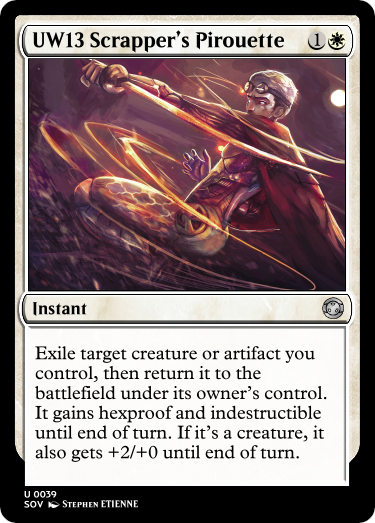 UW13 Scrapper's Pirouette 1
Instant
Exile target creature or artifact you
control, then return it to the
battlefield under its owner's control.
It gains hexproof and indestructible
until end of turn. If it's a creature, it
also gets +2/+0 until end of turn.
U 0039
SOV Stephen ETIENNE